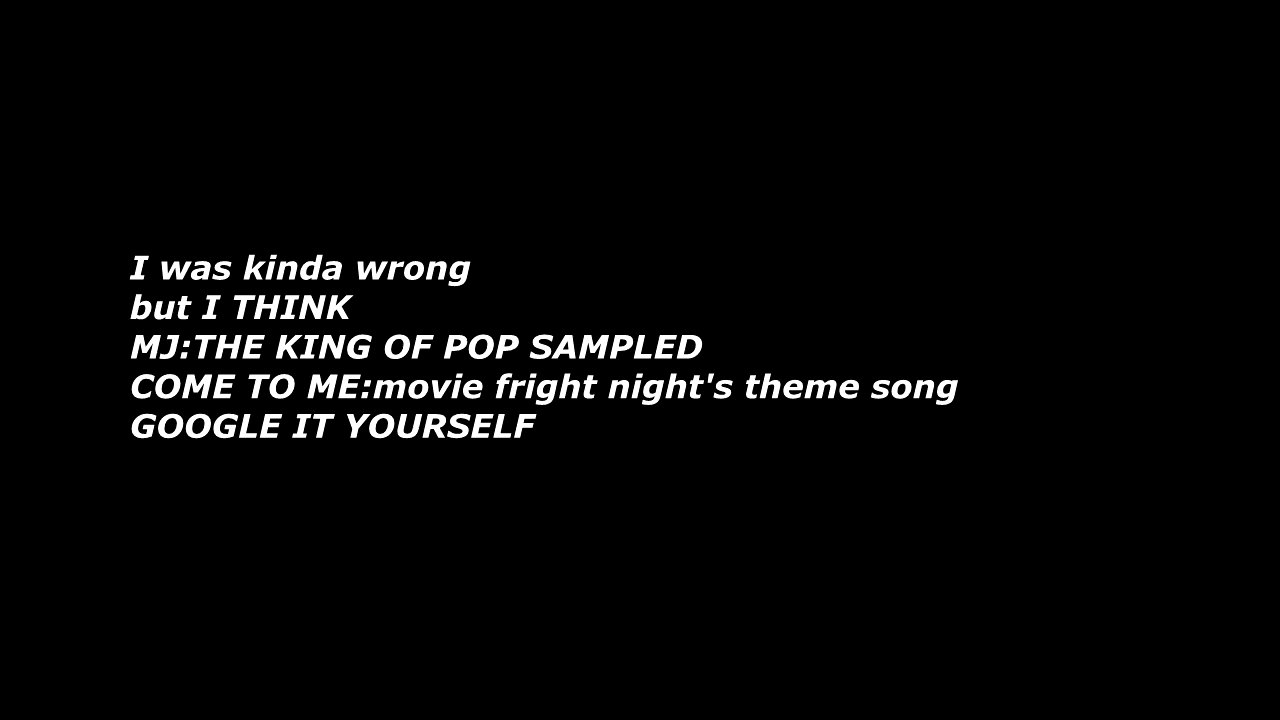 I was kinda wrong
but I THINK
MJ:THE KING OF POP SAMPLED
COME TO ME:movie fright night's theme song
GOOGLE IT YOURSELF